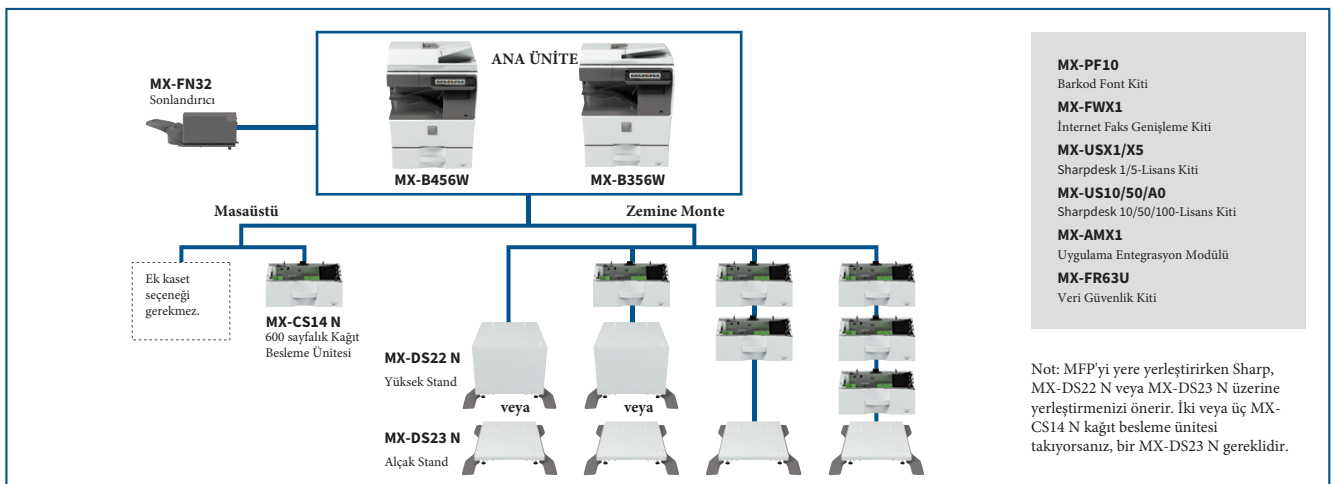 ANA ÜNİTE
MX-FN32
Sonlandırıcı
MX-B456W
MX-B356W
Masaüstü
Zemine Monte
Ek kaset
seçeneği
gerekmez.
MX-CS14 N
600 sayfalık Kağıt
Besleme Ünitesi
MX-DS22 N
Yüksek Stand
veya
veya
MX-DS23 N
Alçak Stand
MX-PF10
Barkod Font Kiti
MX-FWX1
İnternet Faks Genişleme Kiti
MX-USX1/X5
Sharpdesk 1/5-Lisans Kiti
MX-US10/50/A0
Sharpdesk 10/50/100-Lisans Kiti
MX-AMX1
Uygulama Entegrasyon Modülü
MX-FR63U
Veri Güvenlik Kiti
Not: MFP'yi yere yerleştirirken Sharp,
MX-DS22 N veya MX-DS23 N üzerine
yerleştirmenizi önerir. İki veya üç MX-
CS14 N kağıt besleme ünitesi
takıyorsanız, bir MX-DS23 N gereklidir.